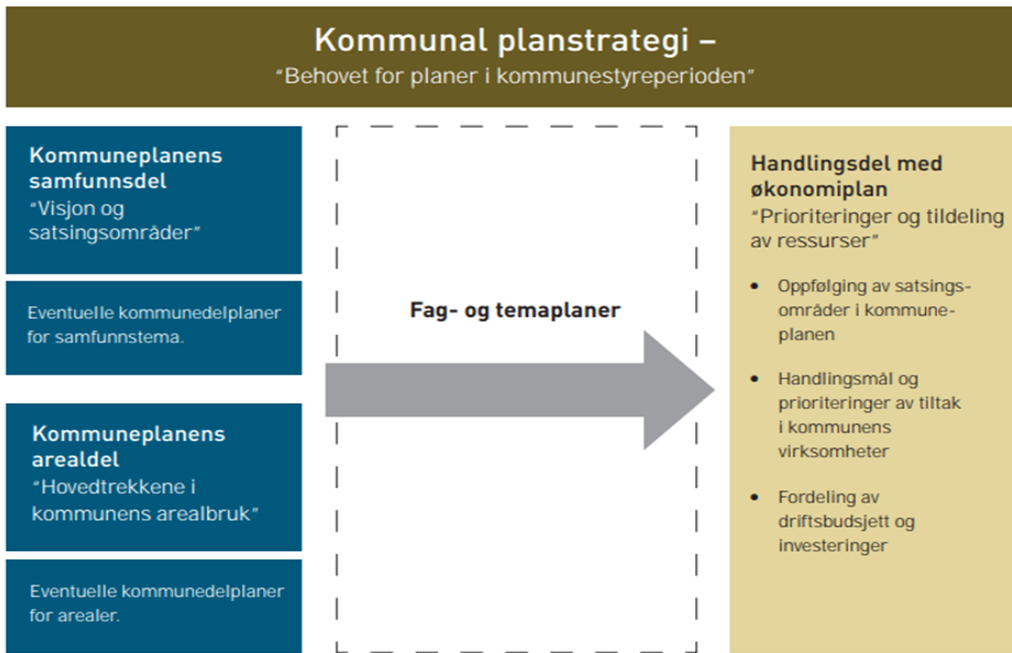 Kommunal planstrategi –
“Behovet for planer i kommunestyreperioden”
Kommuneplanens
samfunnsdel
“Visjon og
satsingsområder”
Eventuelle kommunedelplaner
for samfunnstema.
Kommuneplanens
arealdel
“Hovedtrekkene i
kommunens arealbruk”
Eventuelle kommunedelplaner
for arealer.
Fag- og temaplaner
Handlingsdel med
økonomiplan
“Prioriteringer og tildeling
av ressurser”
• Oppfølging av satsings-
områder i kommune-
planen
• Handlingsmål og
prioriteringer av tiltak
i kommunens
virksomheter
• Fordeling av
driftsbudsjett og
investeringer